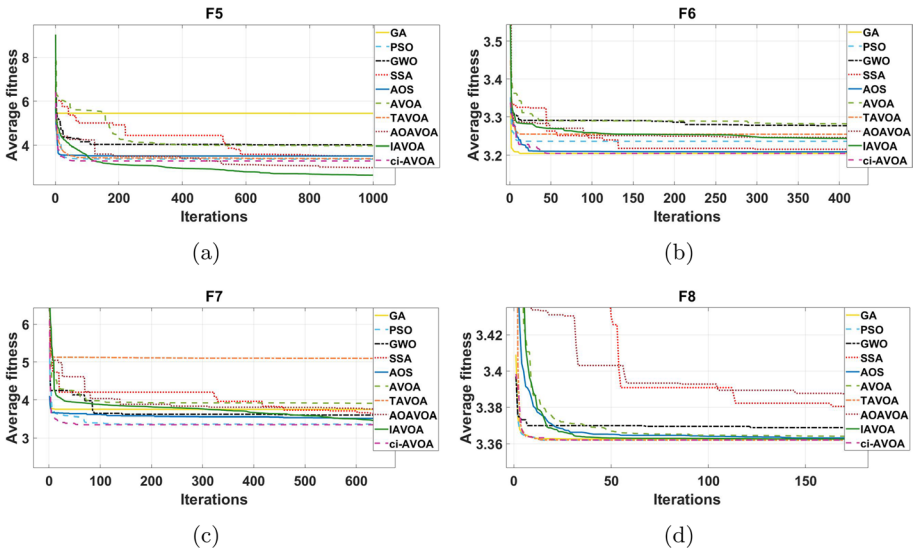 F5
Average fitness
8
6
4
0 200 400 600 800 1000
Iterations
GA
PSO
GWO
SSA
AOS
AVOA
TAVOA
AOAVOA
IAVOA
ci-AVOA
(a)
F6
Average fitness
3.5
3.4
3.3
3.2
0 50 100 150 200 250 300 350 400
Iterations
GA
PSO
GWO
SSA
AOS
AVOA
TAVOA
AOAVOA
IAVOA
ci-AVOA
(b)
F7
Average fitness
6
5
4
3
0 100 200 300 400 500 600
Iterations
GA
PSO
GWO
SSA
AOS
AVOA
TAVOA
AOAVOA
IAVOA
ci-AVOA
(c)
F8
Average fitness
3.42
3.4
3.38
3.36
0 50 100 150
Iterations
GA
PSO
GWO
SSA
AOS
AVOA
TAVOA
AOAVOA
IAVOA
ci-AVOA
(d)